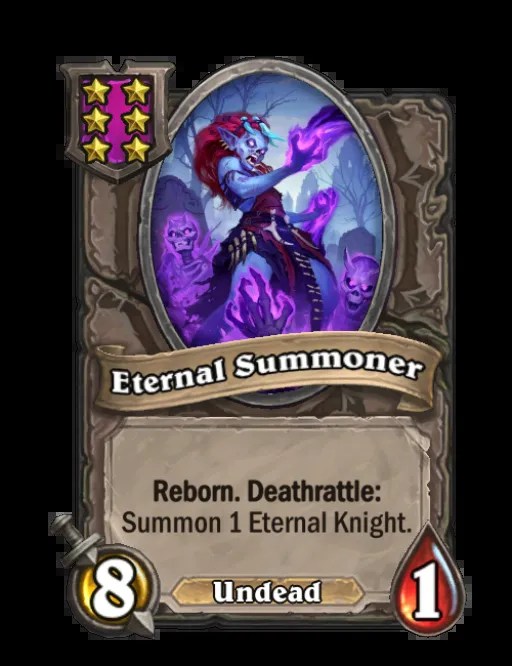 Eternal Summoner
Reborn. Deathrattle:
Summon 1 Eternal Knight.
8
Undead
1